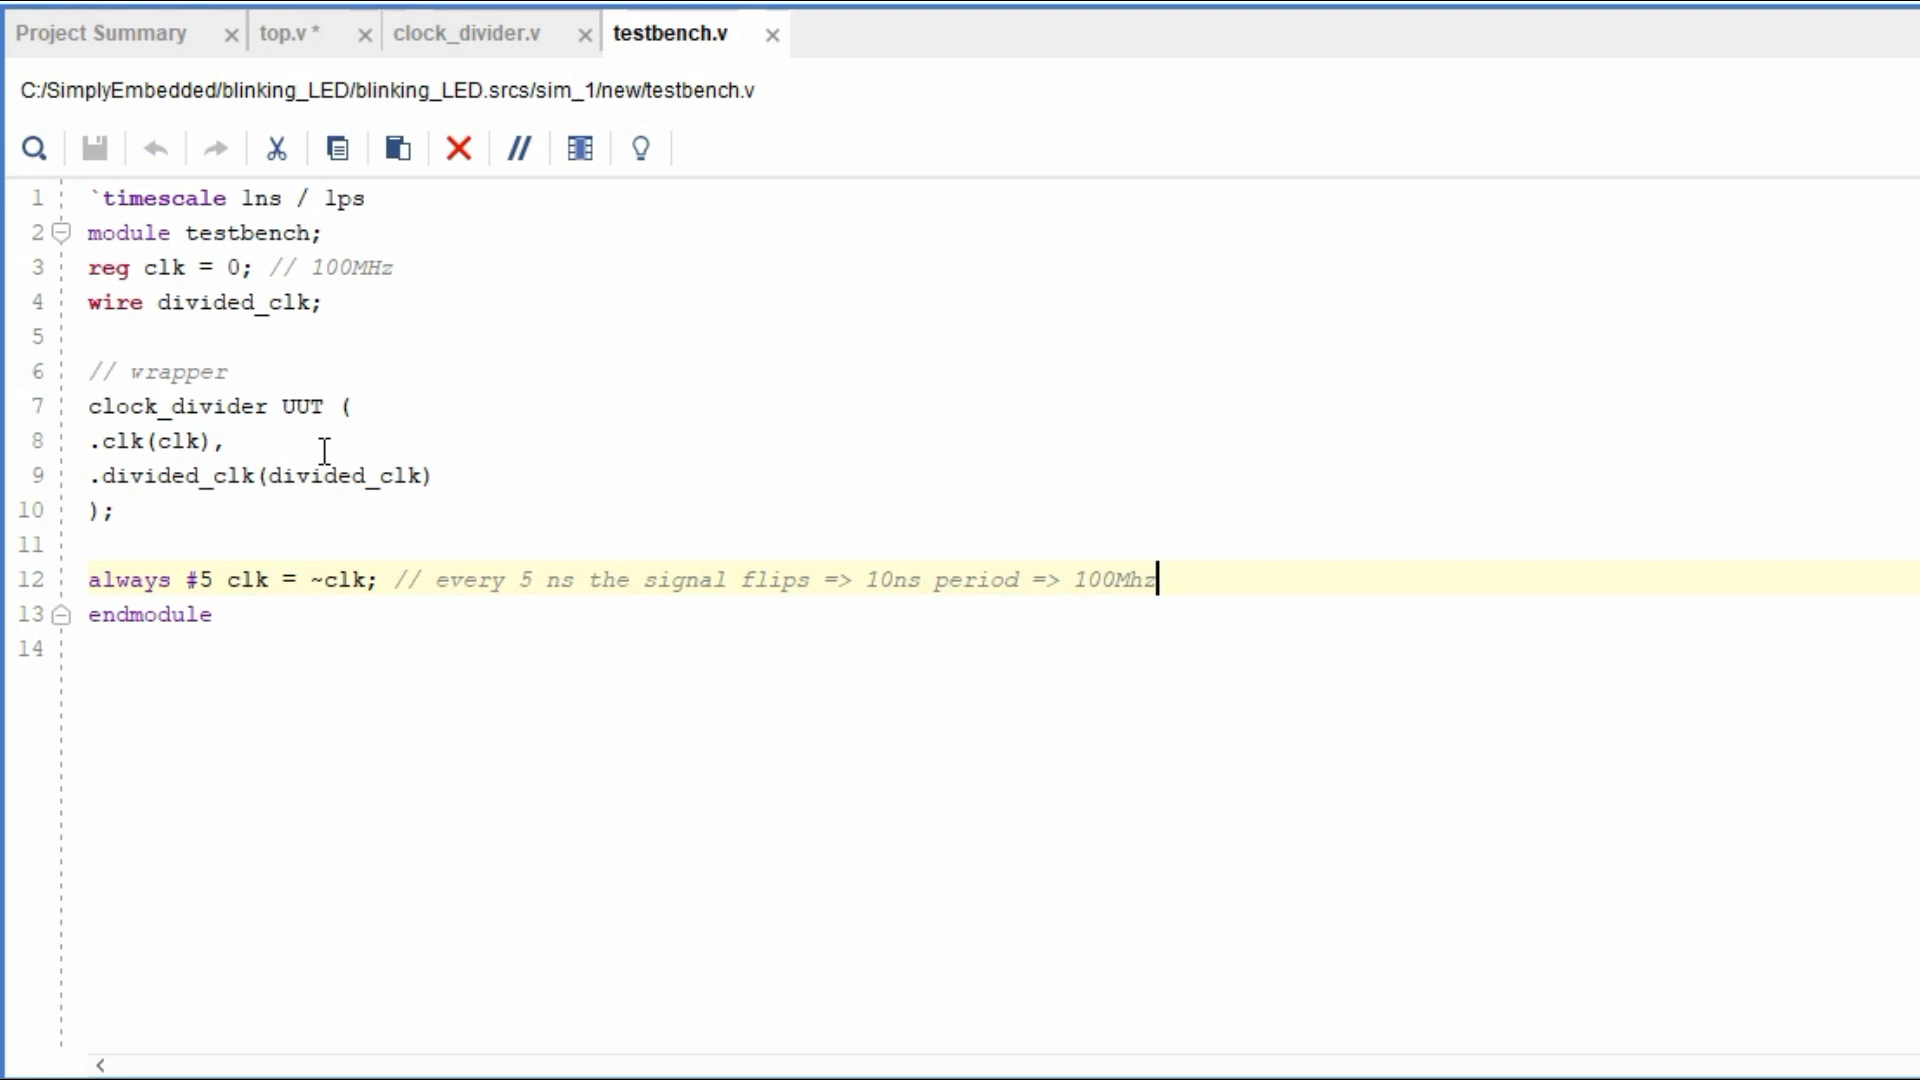 Project Summary × top.v * × clock_divider.v × testbench.v ×
C:/SimplyEmbedded/blinking_LED/blinking_LED.srcs/sim_1/new/testbench.v
1 `timescale 1ns / 1ps
2 module testbench;
3 reg clk = 0; // 100MHz
4 wire divided_clk;
5
6 // wrapper
7 clock_divider UUT (
8 .clk(clk),
9 .divided_clk(divided_clk)
10 );
11
12 always #5 clk = ~clk; // every 5 ns the signal flips => 10ns period => 100Mhz
13 endmodule
14